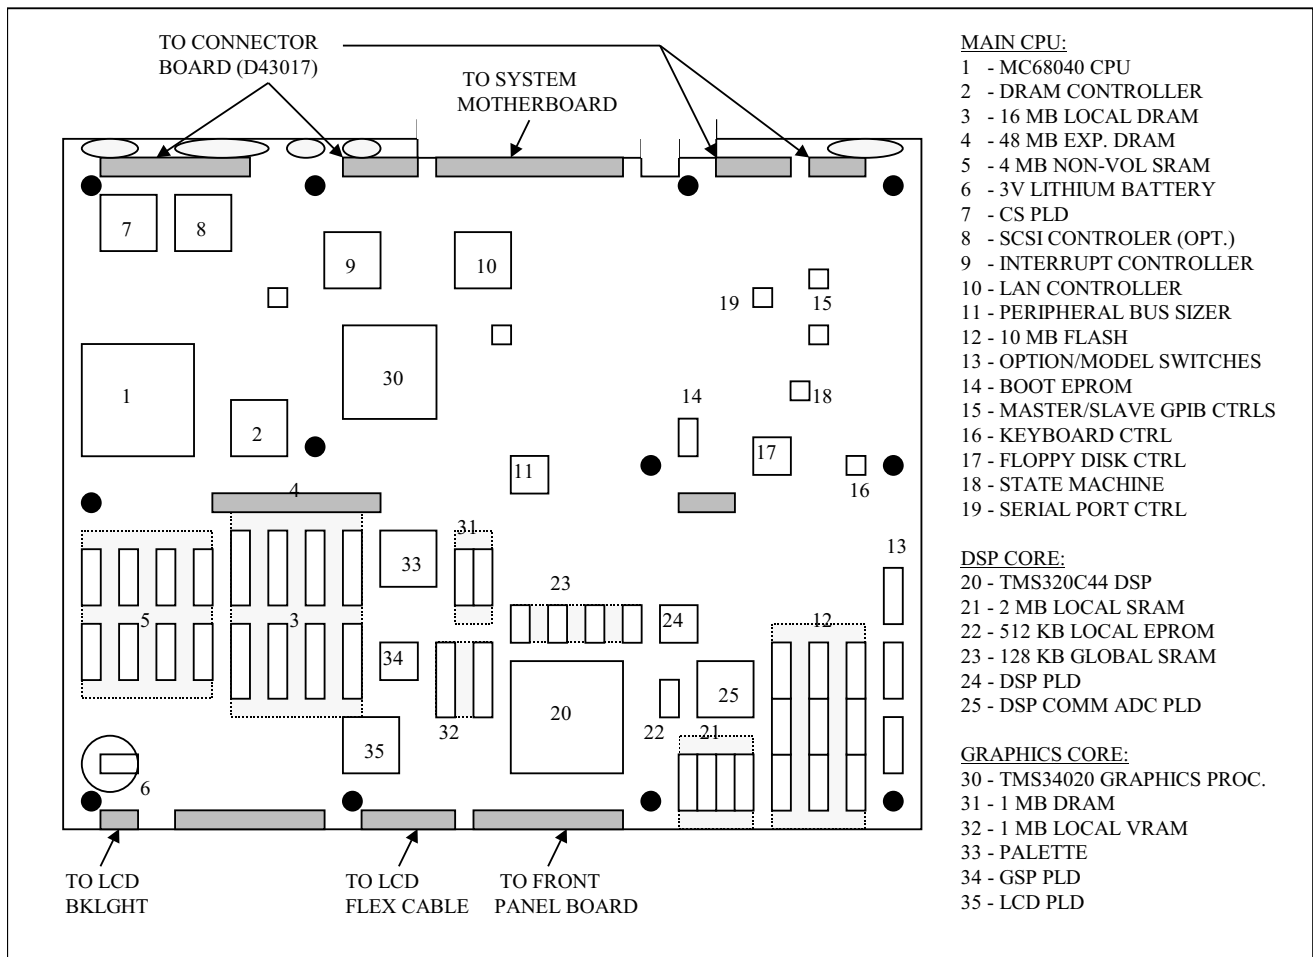 TO CONNECTOR
BOARD (D43017)
TO SYSTEM
MOTHERBOARD
7
8
9
10
19
15
1
30
18
2
14
17
11
16
4
31
33
23
13
5
3
24
12
34
25
20
32
22
21
35
6
TO LCD
BKLGHT
TO LCD
FLEX CABLE
TO FRONT
PANEL BOARD
MAIN CPU:
1 - MC68040 CPU
2 - DRAM CONTROLLER
3 - 16 MB LOCAL DRAM
4 - 48 MB EXP. DRAM
5 - 4 MB NON-VOL SRAM
6 - 3V LITHIUM BATTERY
7 - CS PLD
8 - SCSI CONTROLER (OPT.)
9 - INTERRUPT CONTROLLER
10 - LAN CONTROLLER
11 - PERIPHERAL BUS SIZER
12 - 10 MB FLASH
13 - OPTION/MODEL SWITCHES
14 - BOOT EPROM
15 - MASTER/SLAVE GPIB CTRLS
16 - KEYBOARD CTRL
17 - FLOPPY DISK CTRL
18 - STATE MACHINE
19 - SERIAL PORT CTRL
DSP CORE:
20 - TMS320C44 DSP
21 - 2 MB LOCAL SRAM
22 - 512 KB LOCAL EPROM
23 - 128 KB GLOBAL SRAM
24 - DSP PLD
25 - DSP COMM ADC PLD
GRAPHICS CORE:
30 - TMS34020 GRAPHICS PROC.
31 - 1 MB DRAM
32 - 1 MB LOCAL VRAM
33 - PALETTE
34 - GSP PLD
35 - LCD PLD